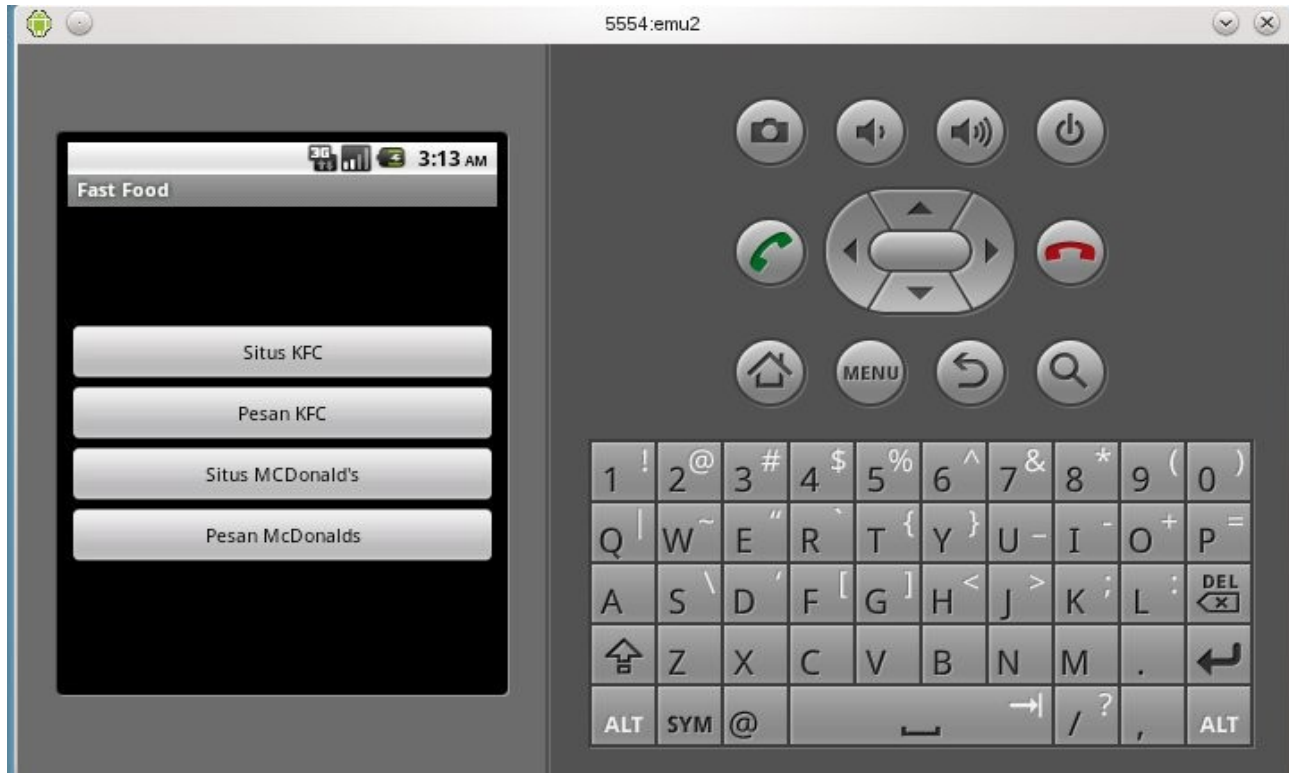 5554:emu2
3G 3:13 AM
Fast Food
Situs KFC
Pesan KFC
Situs MCDonald's
Pesan McDonalds
MENU
1 ! 2 @ 3 # 4 $ 5 % 6 ^ 7 & 8 * 9 ( 0 )
Q | W ~ E " R ` T { Y } U _ I - O + P =
A S \ D ' F [ G ] H < J > K ; L : DEL
Z X C V B N M .
ALT SYM @ / ? , ALT